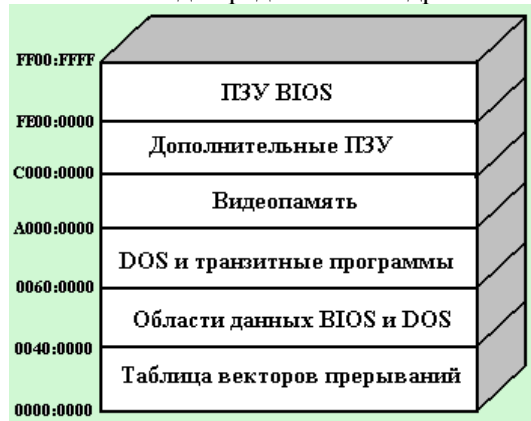 FF00:FFFF
ПЗУ BIOS
FE00:0000
Дополнительные ПЗУ
C000:0000
Видеопамять
A000:0000
DOS и транзитные программы
0060:0000
Области данных BIOS и DOS
0040:0000
Таблица векторов прерываний
0000:0000